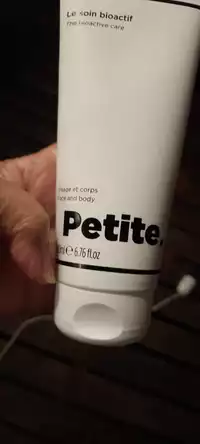 Le soin bioactif
The bioactive care
visage et corps
face and body
Petite.
℮ 6.76 fl.oz